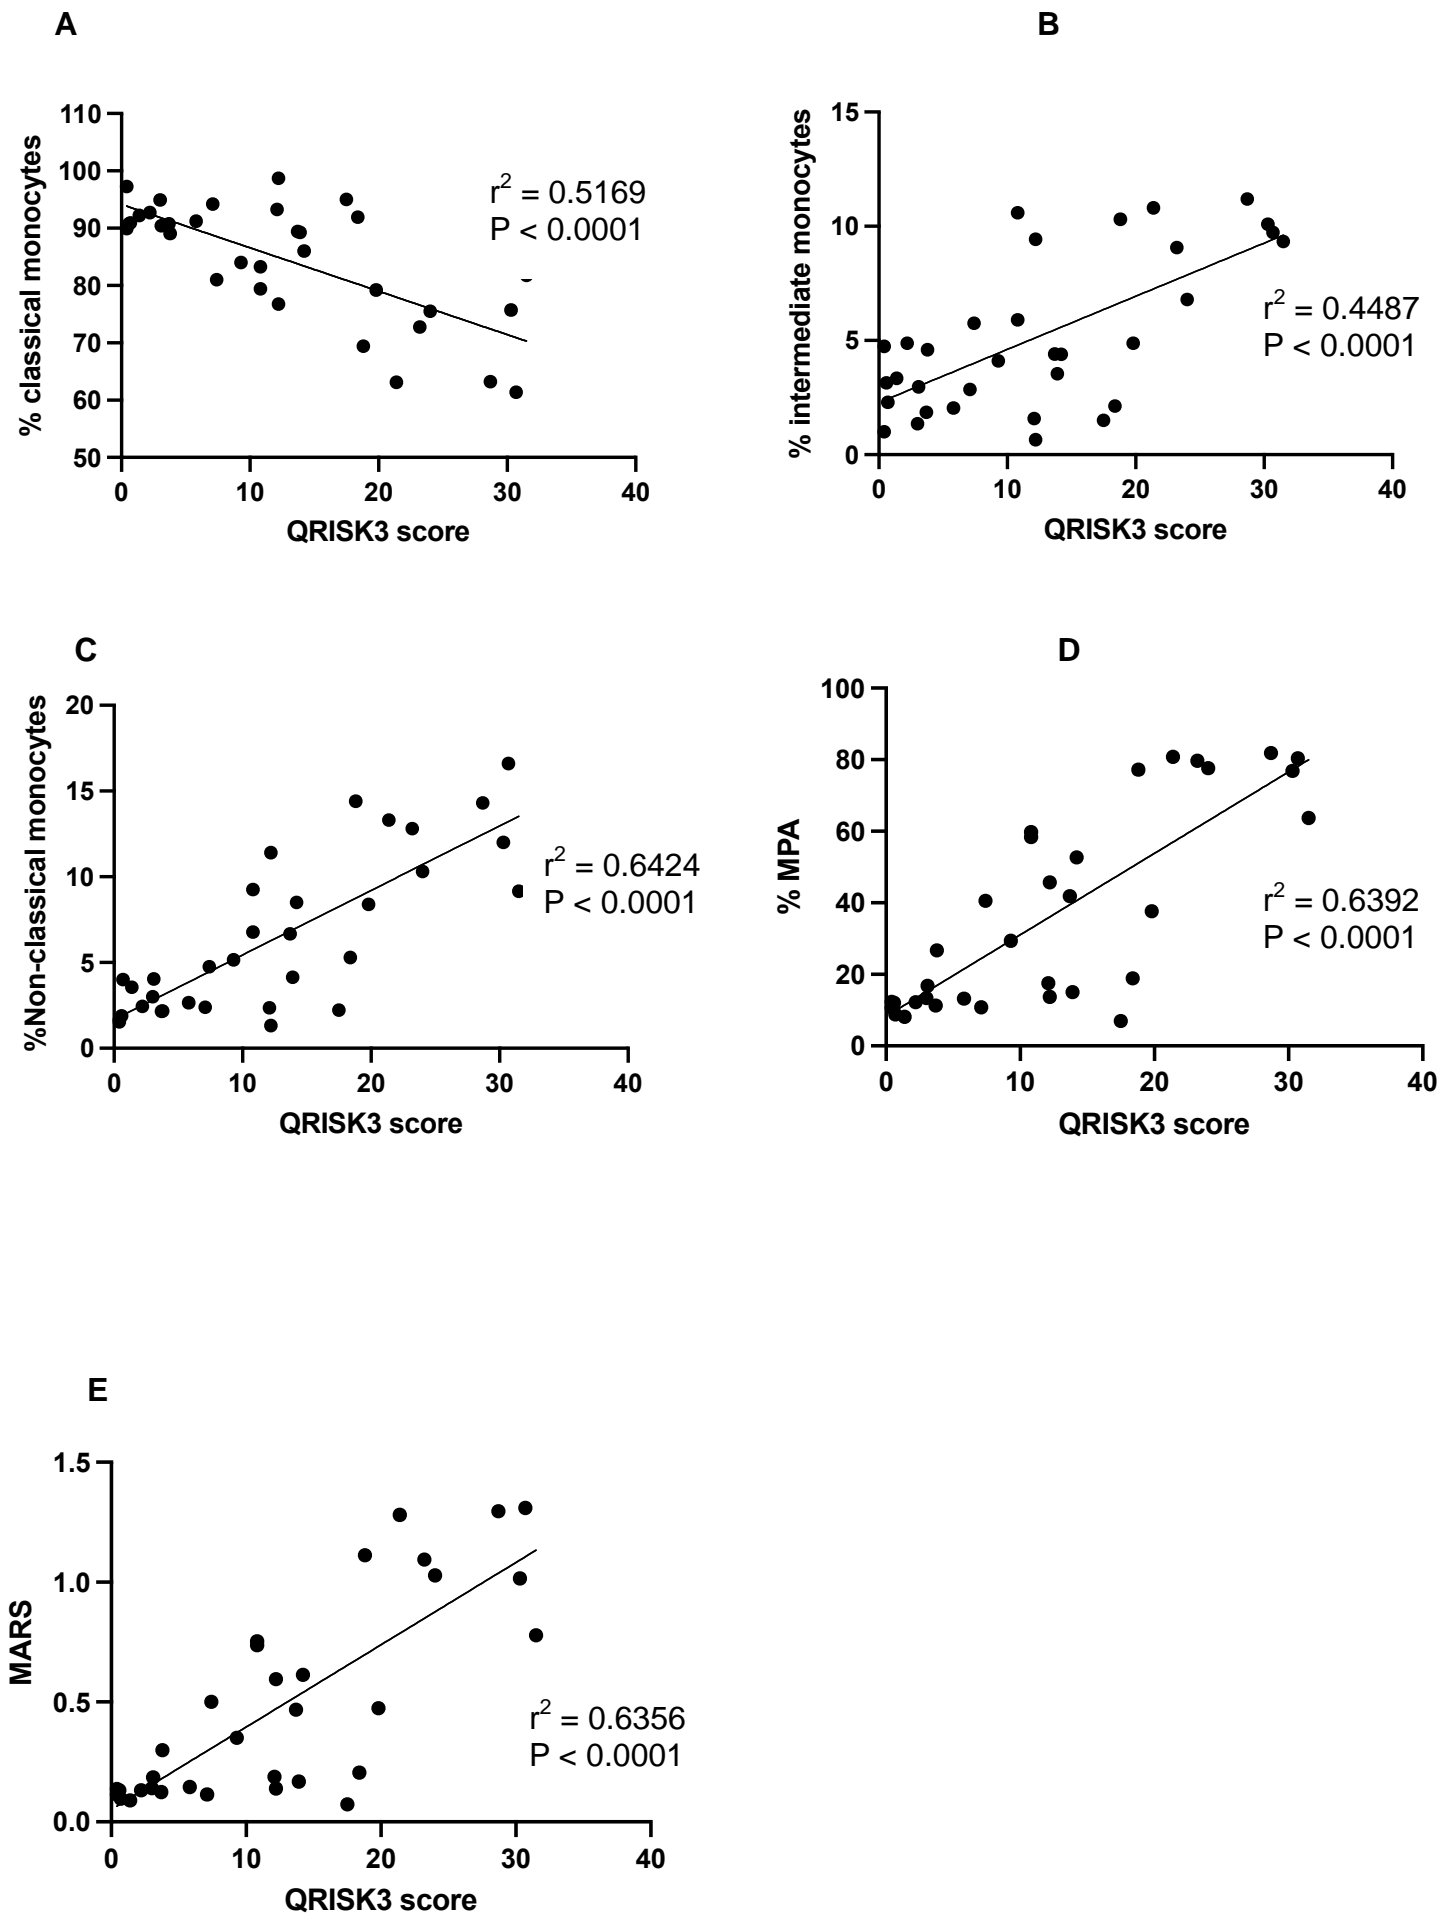 A
% classical monocytes
110
100
90
80
70
60
50
r² = 0.5169
P < 0.0001
0 10 20 30 40
QRISK3 score
B
% intermediate monocytes
15
10
5
0
r² = 0.4487
P < 0.0001
0 10 20 30 40
QRISK3 score
C
%Non-classical monocytes
20
15
10
5
0
r² = 0.6424
P < 0.0001
0 10 20 30 40
QRISK3 score
D
% MPA
100
80
60
40
20
0
r² = 0.6392
P < 0.0001
0 10 20 30 40
QRISK3 score
E
MARS
1.5
1.0
0.5
0.0
r² = 0.6356
P < 0.0001
0 10 20 30 40
QRISK3 score